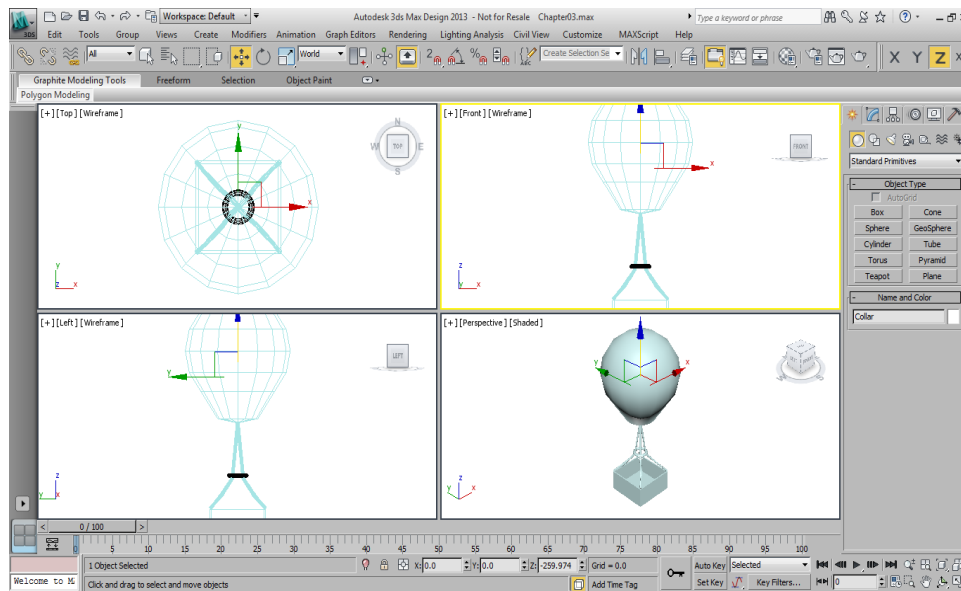 Workspace: Default
Autodesk 3ds Max Design 2013 - Not for Resale Chapter03.max
Type a keyword or phrase
3DS
Edit Tools Group Views Create Modifiers Animation Graph Editors Rendering Lighting Analysis Civil View Customize MAXScript Help
All
World
Create Selection Se
X Y Z
Graphite Modeling Tools Freeform Selection Object Paint
Polygon Modeling
[+][Top][Wireframe]
N
W TOP E
S
y
x
y
z x
[+][Front][Wireframe]
FRONT
x
z
y x
[+][Left][Wireframe]
LEFT
y
z
y x
[+][Perspective][Shaded]
y x
z
y x
Standard Primitives
- Object Type
AutoGrid
Box Cone
Sphere GeoSphere
Cylinder Tube
Torus Pyramid
Teapot Plane
- Name and Color
Collar
< 0 / 100 >
0 5 10 15 20 25 30 35 40 45 50 55 60 65 70 75 80 85 90 95 100
1 Object Selected
X: 0.0 Y: 0.0 Z: -259.974 Grid = 0.0
Auto Key Selected
Welcome to M
Click and drag to select and move objects
Add Time Tag
Set Key Key Filters... 0